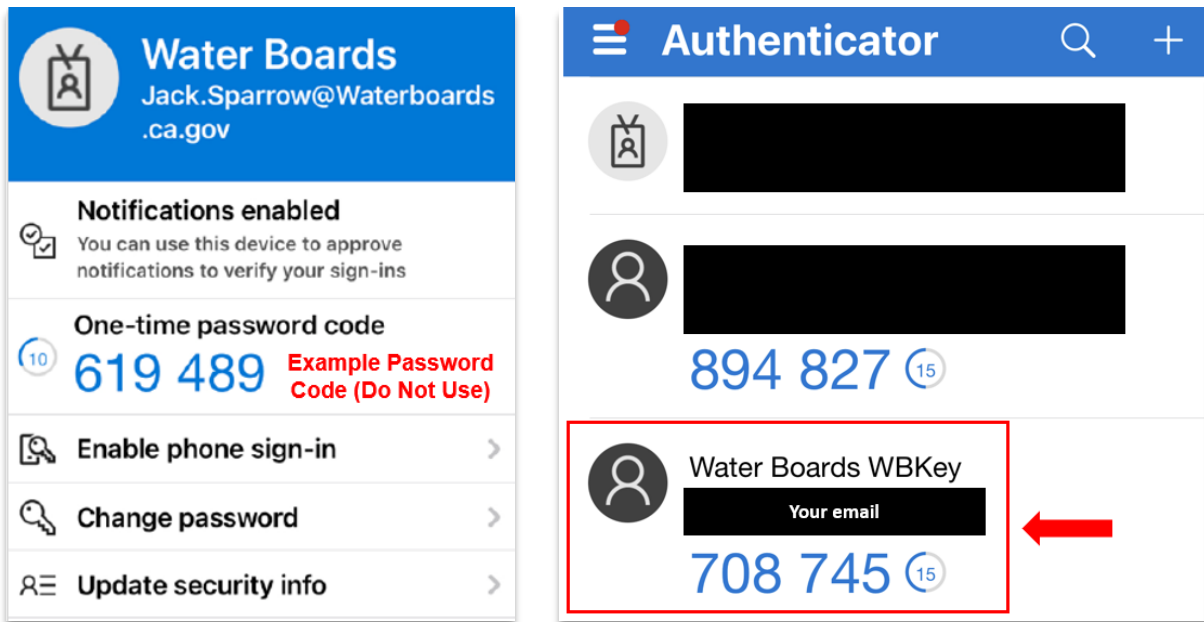 Water Boards
Jack.Sparrow@Waterboards
.ca.gov
Notifications enabled
You can use this device to approve
notifications to verify your sign-ins
One-time password code
10
619 489
Example Password
Code (Do Not Use)
Enable phone sign-in
Change password
Update security info
Authenticator
894 827 15
Water Boards WBKey
Your email
708 745 15